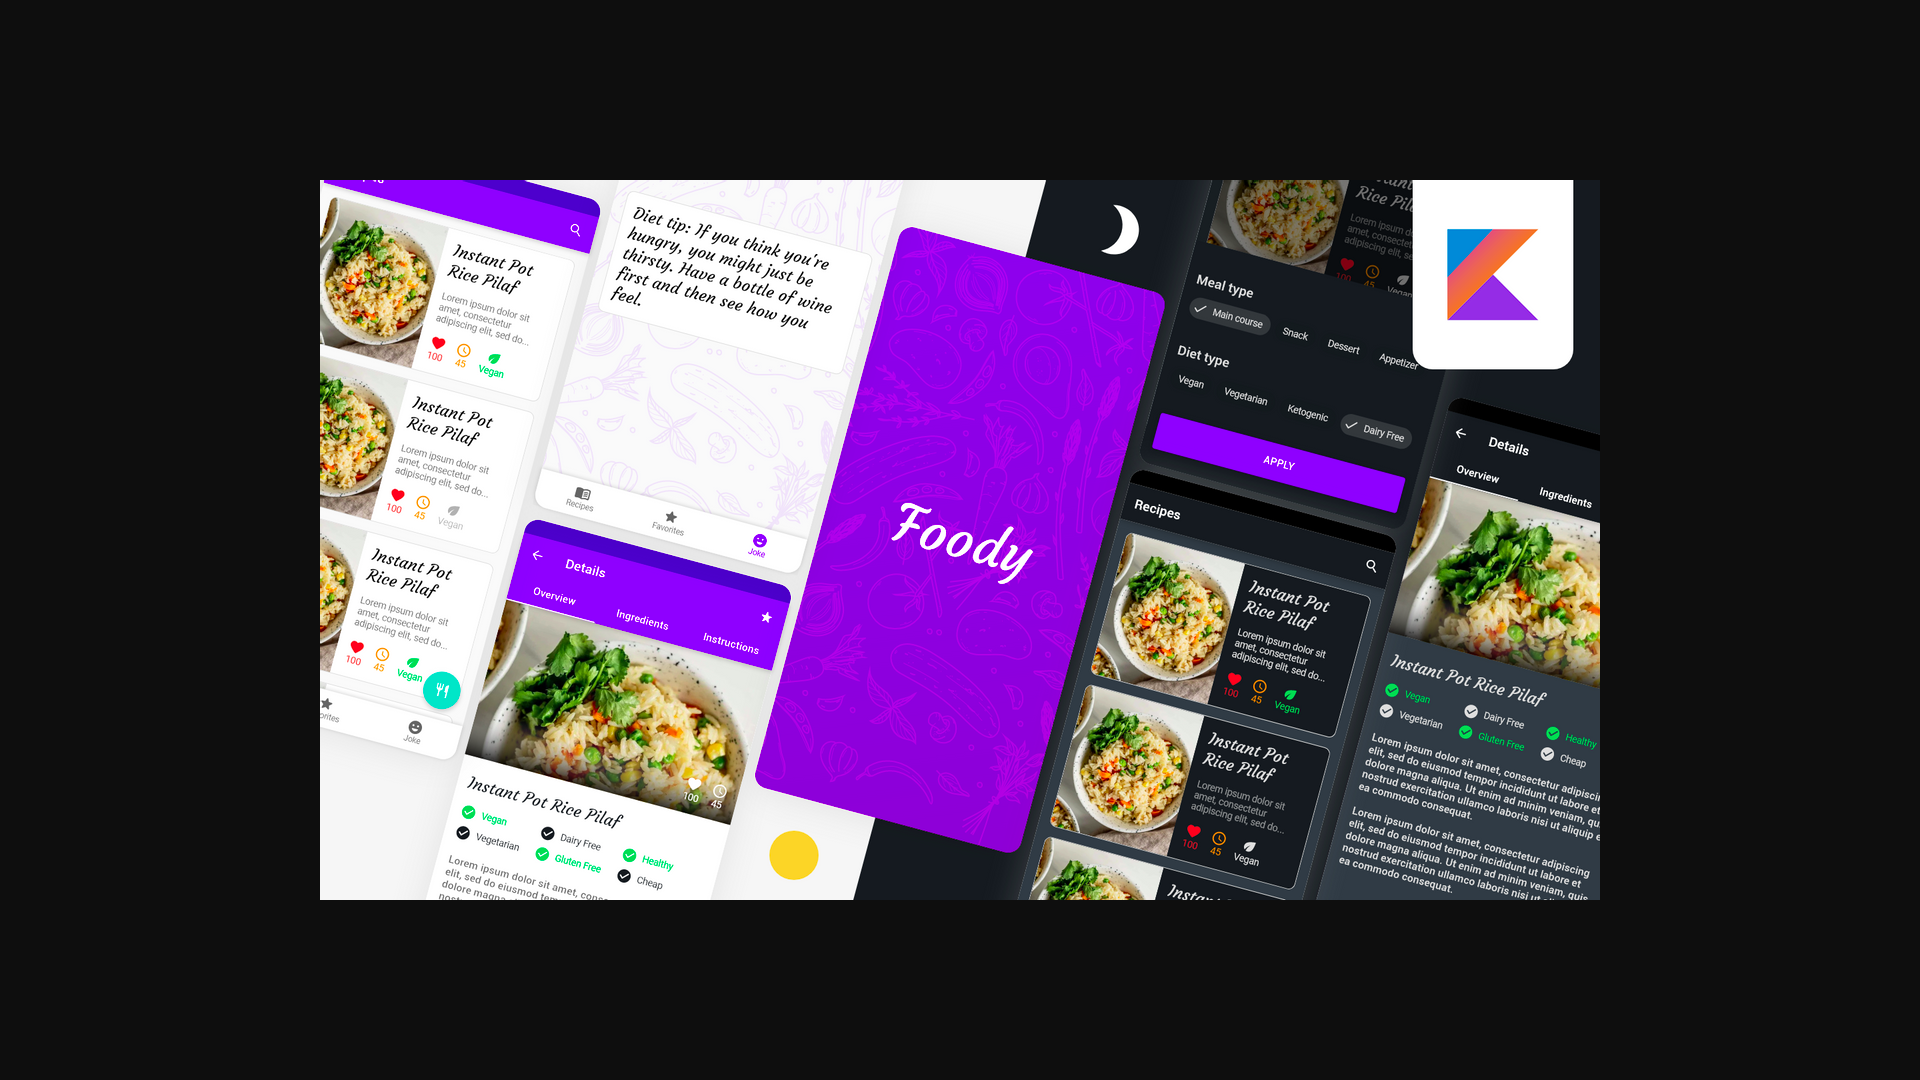 Instant Pot
Rice Pilaf
Lorem ipsum dolor sit
amet, consectetur
adipiscing elit, sed do...
100
45
Vegan
Instant Pot
Rice Pilaf
Lorem ipsum dolor sit
amet, consectetur
adipiscing elit, sed do...
100
45
Vegan
Instant Pot
Rice Pilaf
Lorem ipsum dolor sit
amet, consectetur
adipiscing elit, sed do...
100
45
Vegan
orites
Joke
Diet tip: If you think you're
hungry, you might just be
thirsty. Have a bottle of wine
first and then see how you
feel.
Recipes
Favorites
Joke
Details
Overview
Ingredients
Instructions
100
45
Instant Pot Rice Pilaf
Vegan
Dairy Free
Healthy
Vegetarian
Gluten Free
Cheap
Lorem ipsum dolor sit amet, conse
elit, sed do eiusmod tem
dolore magna
nost
Foody
Rice Pil
Lorem ipsum
amet, consec
adipiscing el
100
45
Vegan
Meal type
Main course
Snack
Dessert
Appetizer
Diet type
Vegan
Vegetarian
Ketogenic
Dairy Free
APPLY
Recipes
Instant Pot
Rice Pilaf
Lorem ipsum dolor sit
amet, consectetur
adipiscing elit, sed do...
100
45
Vegan
Instant Pot
Rice Pilaf
Lorem ipsum dolor sit
amet, consectetur
adipiscing elit, sed do...
100
45
Vegan
Instant
Details
Overview
Ingredients
Instant Pot Rice Pilaf
Vegan
Dairy Free
Healthy
Vegetarian
Gluten Free
Cheap
Lorem ipsum dolor sit amet, consectetur adipiscin
elit, sed do eiusmod tempor incididunt ut labore et
dolore magna aliqua. Ut enim ad minim veniam, qu
nostrud exercitation ullamco laboris nisi ut aliquip e
ea commodo consequat.
Lorem ipsum dolor sit amet, consectetur adipiscing
elit, sed do eiusmod tempor incididunt ut labore et
dolore magna aliqua. Ut enim ad minim veniam, quis
nostrud exercitation ullamco laboris nisi ut
ea commodo consequat.